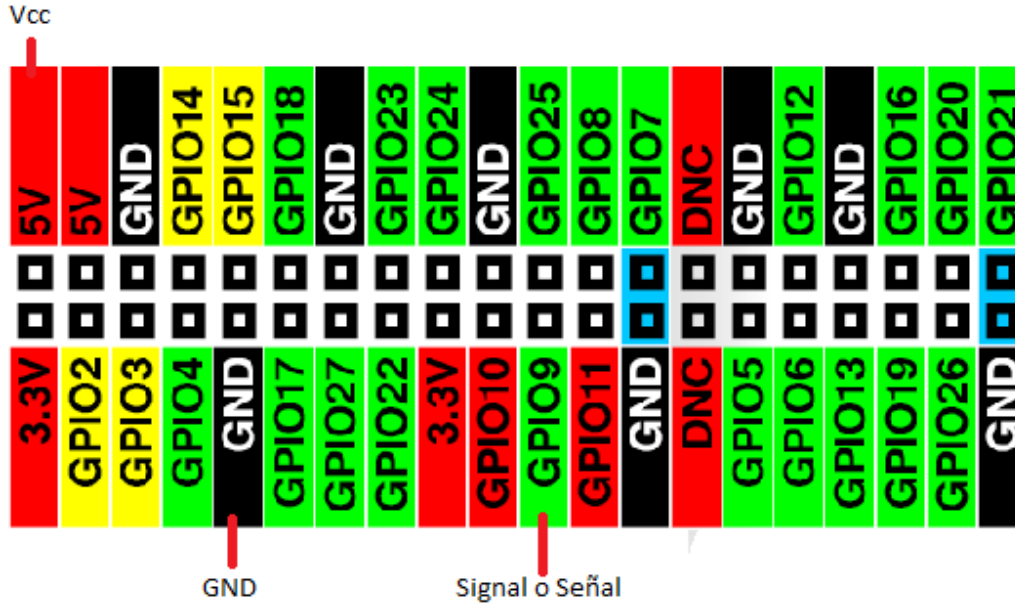 Vcc
5V
5V
GND
GPIO14
GPIO15
GPIO18
GND
GPIO23
GPIO24
GND
GPIO25
GPIO8
GPIO7
DNC
GND
GPIO12
GND
GPIO16
GPIO20
GPIO21
3.3V
GPIO2
GPIO3
GPIO4
GND
GPIO17
GPIO27
GPIO22
3.3V
GPIO10
GPIO9
GPIO11
GND
DNC
GPIO5
GPIO6
GPIO13
GPIO19
GPIO26
GND
GND
Signal o Señal